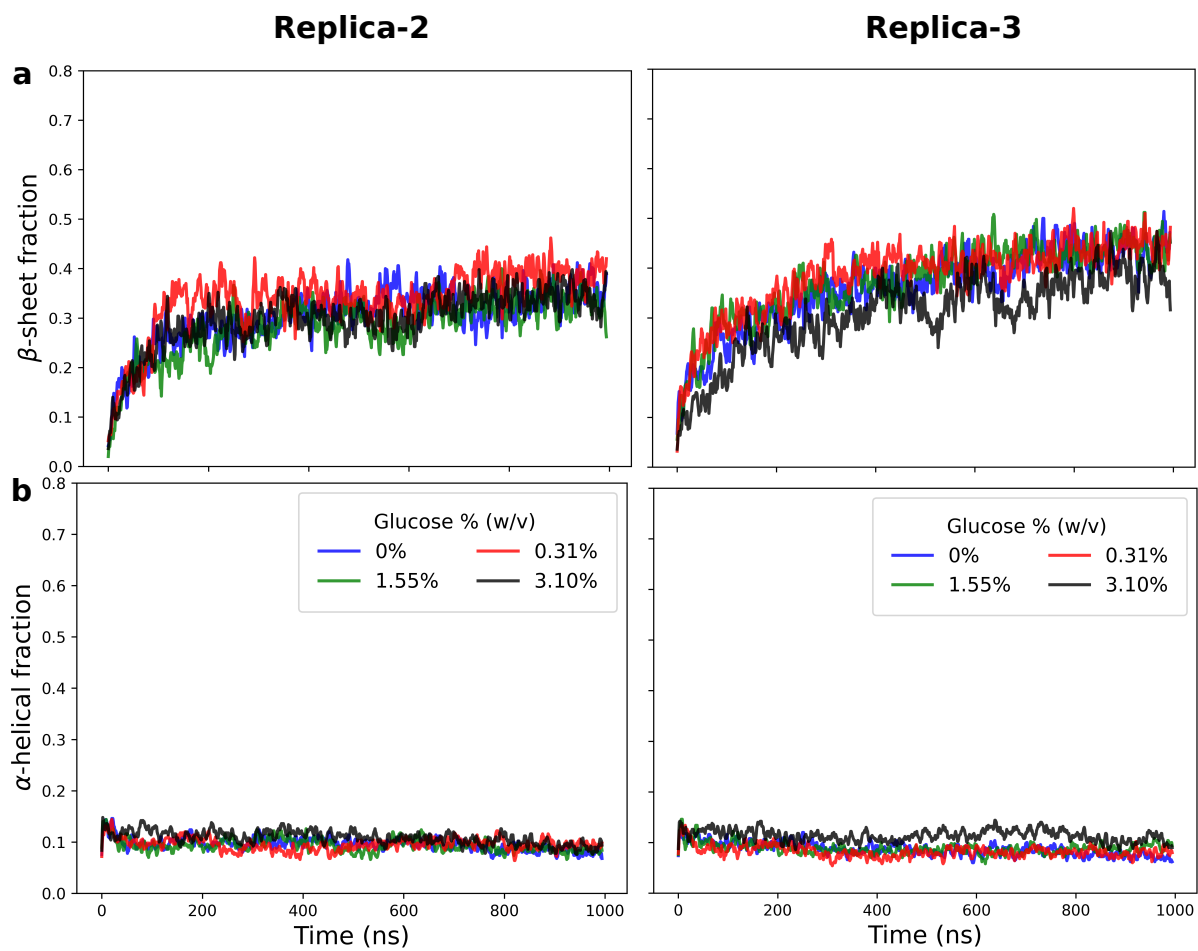 Replica-2 Replica-3
a
0.8
0.7
0.6
0.5
0.4
0.3
0.2
0.1
0.0
β-sheet fraction
b
0.8
0.7
0.6
0.5
0.4
0.3
0.2
0.1
0.0
α-helical fraction
Glucose % (w/v)
0% 0.31%
1.55% 3.10%
Glucose % (w/v)
0% 0.31%
1.55% 3.10%
0 200 400 600 800 1000
Time (ns)
0 200 400 600 800 1000
Time (ns)